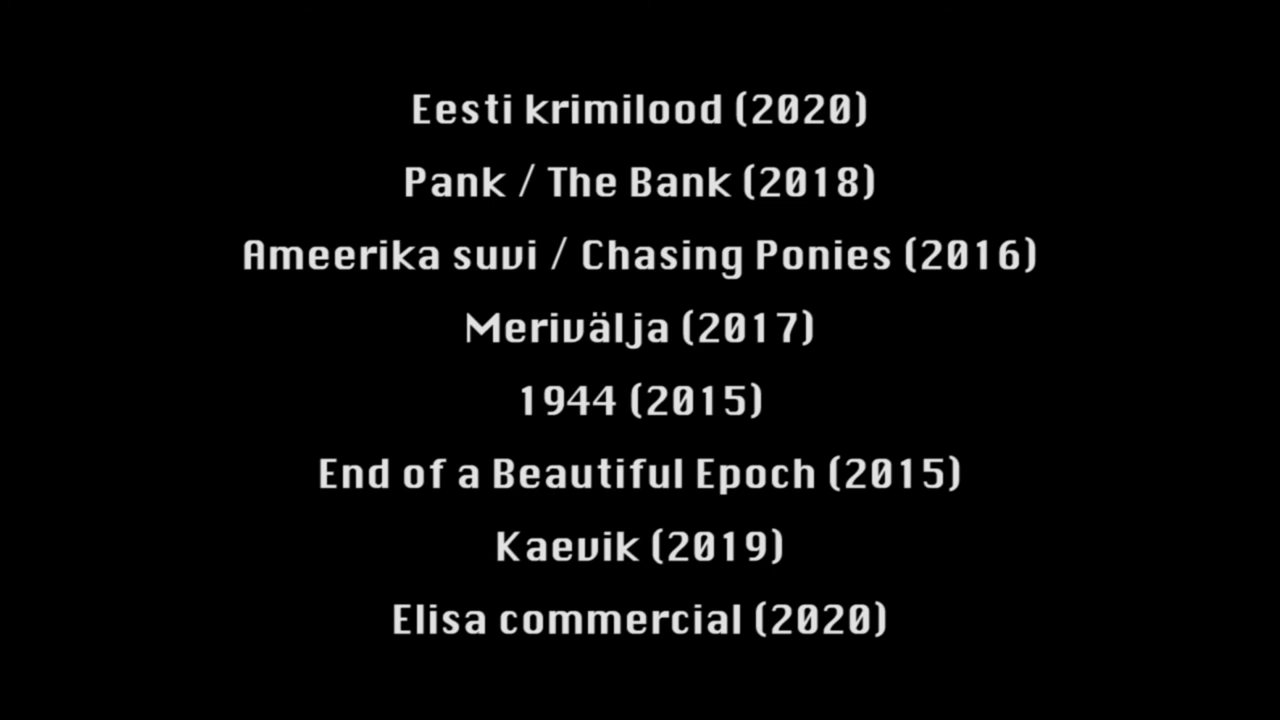 Eesti krimilood (2020)
Pank / The Bank (2018)
Ameerika suvi / Chasing Ponies (2016)
Merivälja (2017)
1944 (2015)
End of a Beautiful Epoch (2015)
Kaevik (2019)
Elisa commercial (2020)